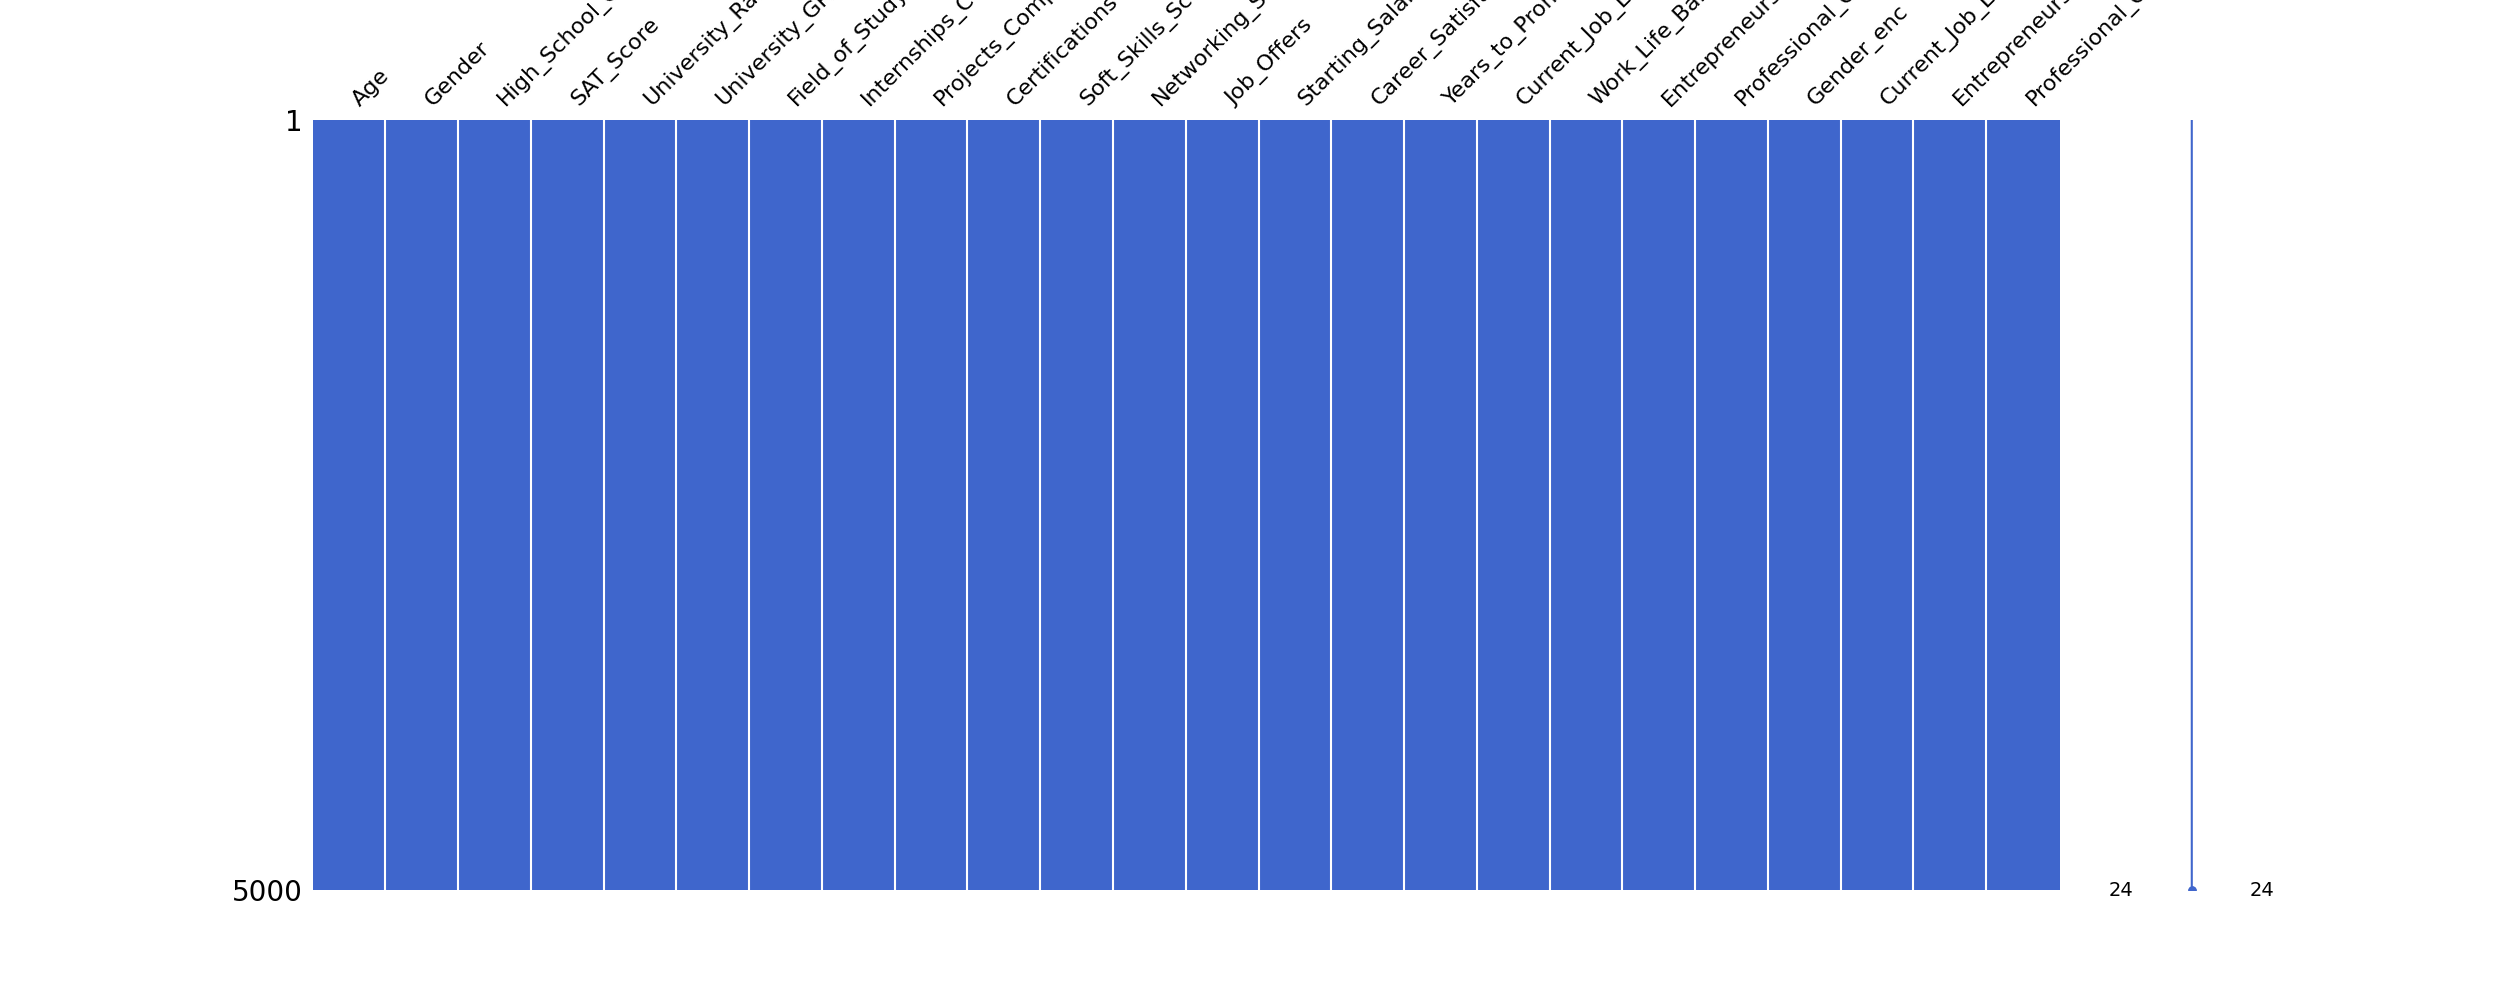 Age
Gender
High_School_
SAT_Score
University_Ra
University_G
Field_of_Study
Internships_C
Projects_Comp
Certifications
Soft_Skills_Sc
Networking_S
Job_Offers
Starting_Sala
Career_Satisf
Years_to_Pro
Current_Job_L
Work_Life_Ba
Entrepreneurs
Professional_
Gender_enc
Current_Job_L
Entrepreneurs
Professional_
1
5000
24
24